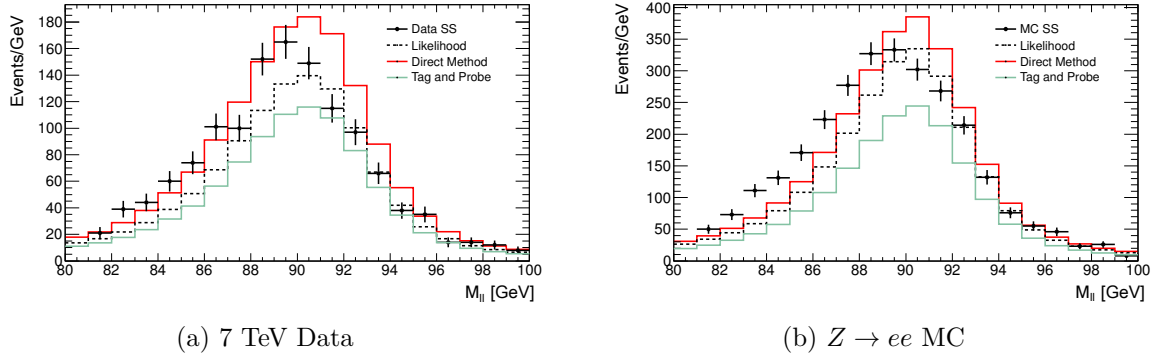 Events/GeV
180
160
140
120
100
80
60
40
20
0
Data SS
Likelihood
Direct Method
Tag and Probe
80 82 84 86 88 90 92 94 96 98 100
M_ll [GeV]
(a) 7 TeV Data
Events/GeV
400
350
300
250
200
150
100
50
0
MC SS
Likelihood
Direct Method
Tag and Probe
80 82 84 86 88 90 92 94 96 98 100
M_ll [GeV]
(b) Z → ee MC